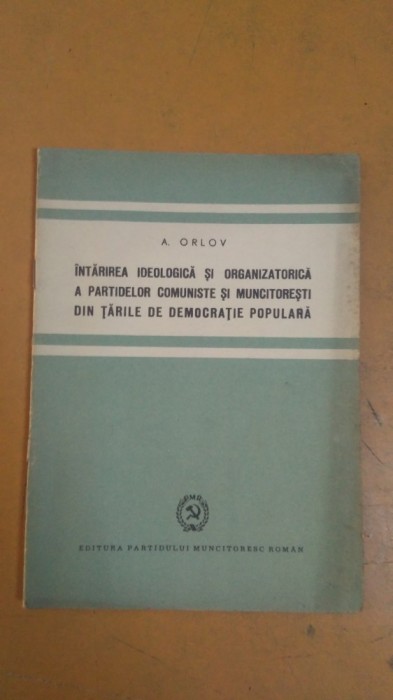 A. ORLOV
ÎNTĂRIREA IDEOLOGICĂ ȘI ORGANIZATORICĂ
A PARTIDELOR COMUNISTE ȘI MUNCITOREȘTI
DIN ȚĂRILE DE DEMOCRAȚIE POPULARĂ
P.M.R.
EDITURA PARTIDULUI MUNCITORESC ROMÂN